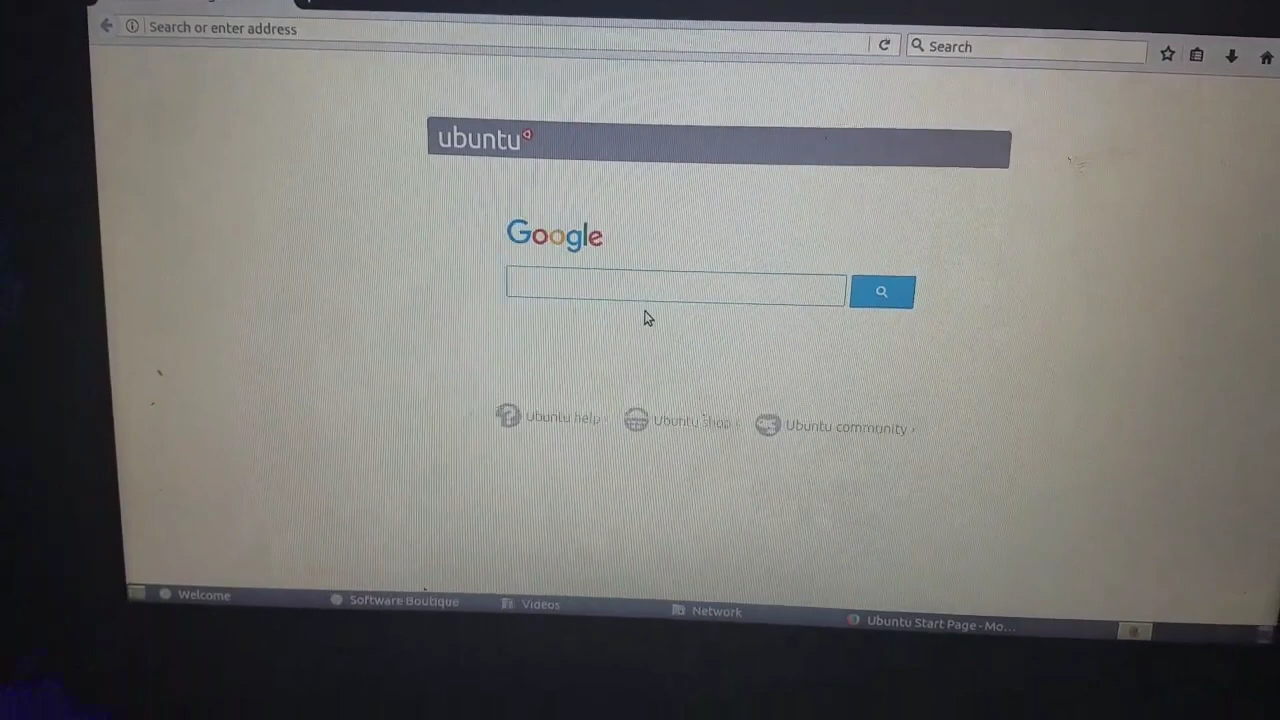 Search or enter address
Search
ubuntu
Google
Ubuntu help ›
Ubuntu shop ›
Ubuntu community ›
Welcome
Software Boutique
Videos
Network
Ubuntu Start Page - Mo...